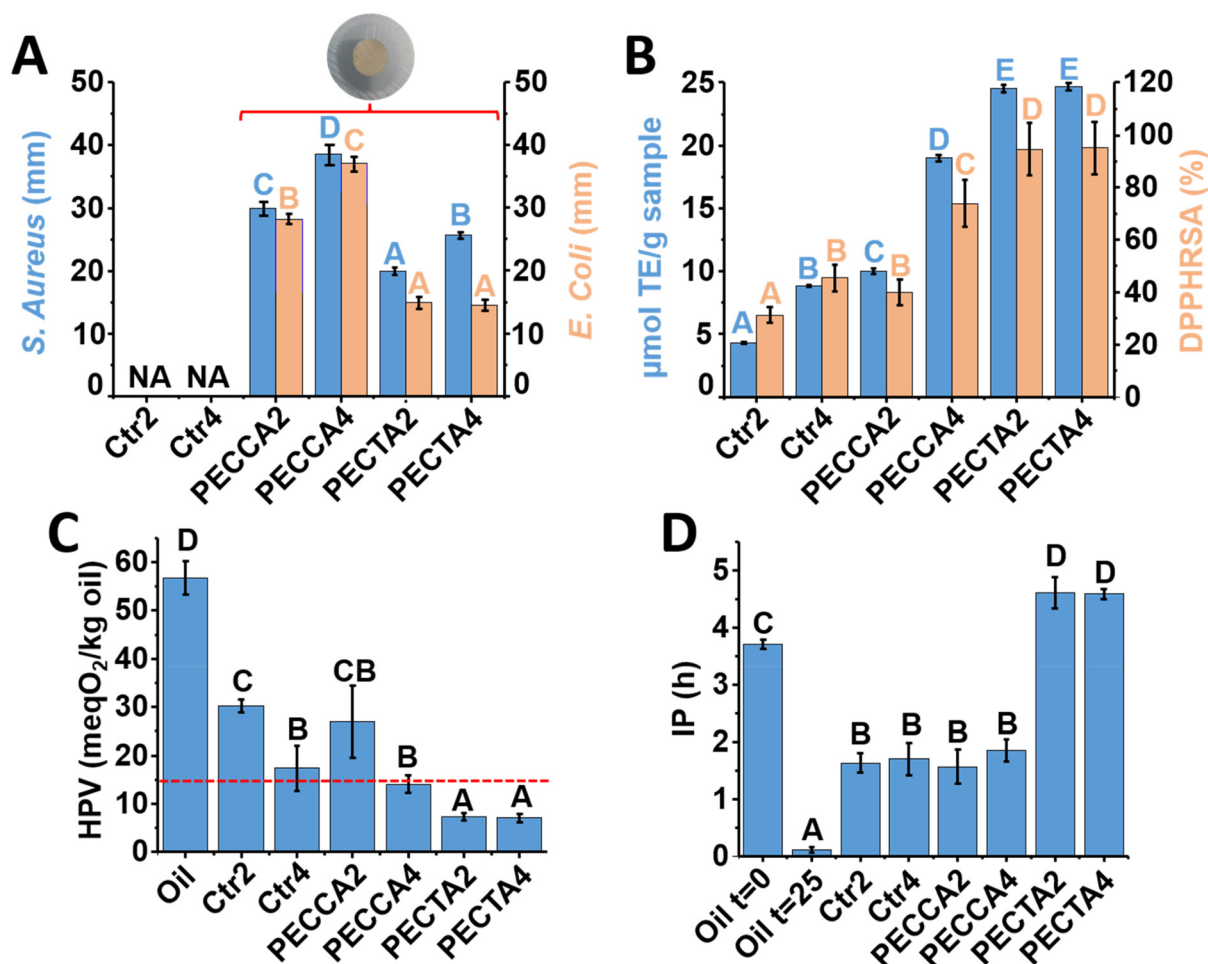 A
S. Aureus (mm)
50
40
30
20
10
0
NA NA
C B D C A A B A
50
40
30
20
10
0
E. Coli (mm)
Ctr2 Ctr4 PECCA2 PECCA4 PECTA2 PECTA4
B
µmol TE/g sample
25
20
15
10
5
0
A A B B C B D C E D E D
120
100
80
60
40
20
0
DPPHRSA (%)
Ctr2 Ctr4 PECCA2 PECCA4 PECTA2 PECTA4
C
HPV (meqO₂/kg oil)
60
50
40
30
20
10
0
D C B CB B A A
Oil Ctr2 Ctr4 PECCA2 PECCA4 PECTA2 PECTA4
D
IP (h)
5
4
3
2
1
0
C A B B B B D D
Oil t=0 Oil t=25 Ctr2 Ctr4 PECCA2 PECCA4 PECTA2 PECTA4